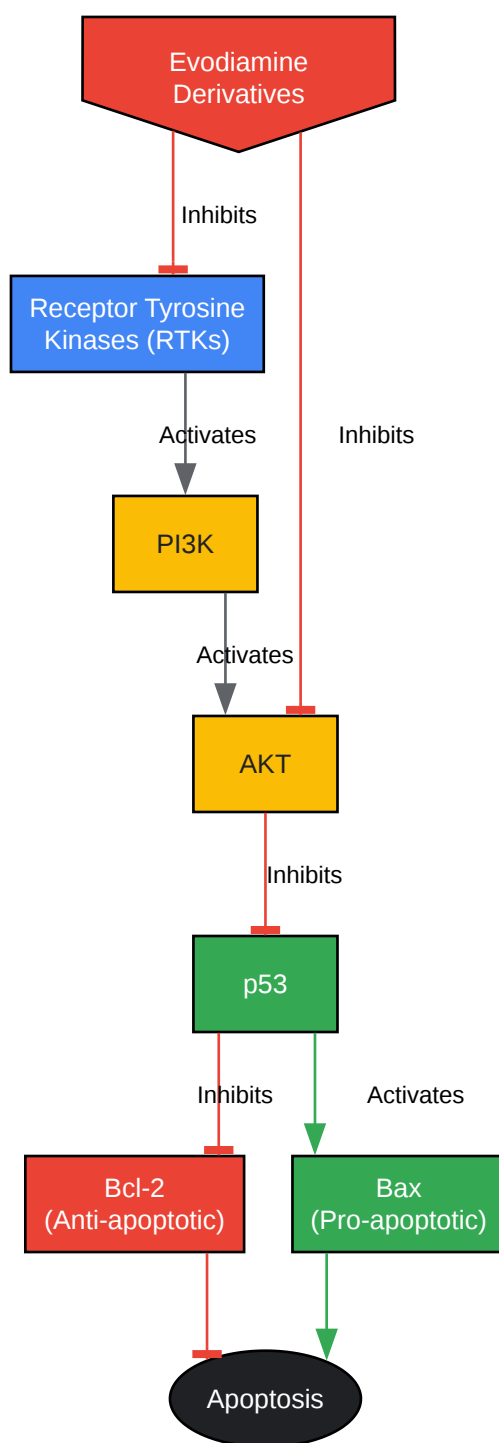 Evodiamine
Derivatives
Inhibits
Receptor Tyrosine
Kinases (RTKs)
Activates
Inhibits
PI3K
Activates
AKT
Inhibits
p53
Inhibits
Activates
Bcl-2
(Anti-apoptotic)
Bax
(Pro-apoptotic)
Apoptosis